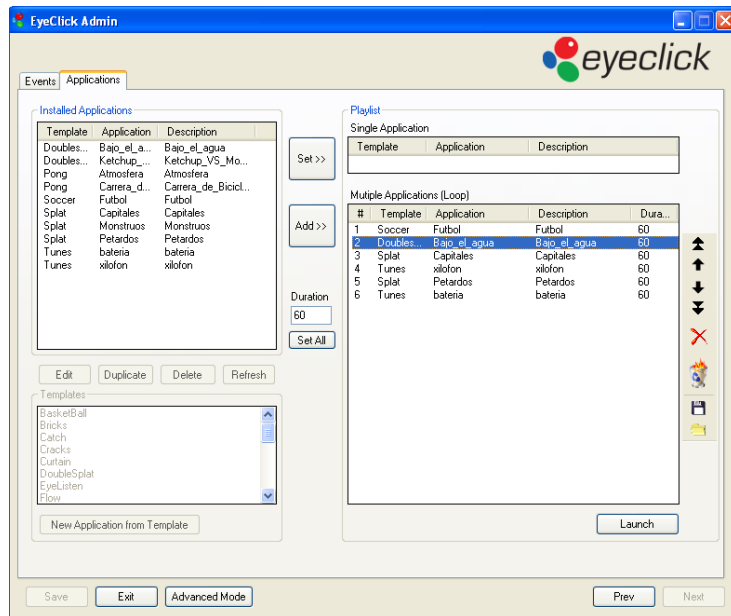 EyeClick Admin
eyeclick
Events Applications
Installed Applications
Template Application Description
Doubles... Bajo_el_a... Bajo_el_agua
Doubles... Ketchup_... Ketchup_VS_Mo...
Pong Atmosfera Atmosfera
Pong Carrera_d... Carrera_de_Bicicl...
Soccer Futbol Futbol
Splat Capitales Capitales
Splat Monstruos Monstruos
Splat Petardos Petardos
Tunes bateria bateria
Tunes xilofon xilofon
Set >>
Add >>
Duration
60
Set All
Edit Duplicate Delete Refresh
Templates
BasketBall
Bricks
Catch
Cracks
Curtain
DoubleSplat
EyeListen
Flow
New Application from Template
Playlist
Single Application
Template Application Description
Mutiple Applications (Loop)
# Template Application Description Dura...
1 Soccer Futbol Futbol 60
2 Doubles... Bajo_el_agua Bajo_el_agua 60
3 Splat Capitales Capitales 60
4 Tunes xilofon xilofon 60
5 Splat Petardos Petardos 60
6 Tunes bateria bateria 60
Launch
Save Exit Advanced Mode Prev Next